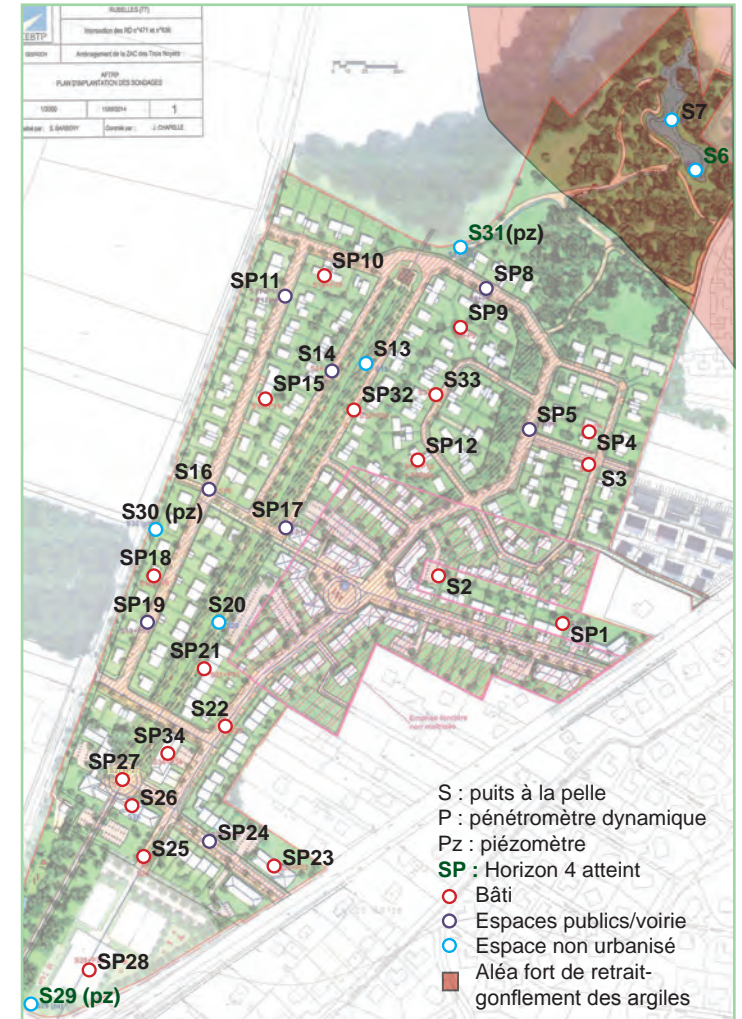 RUBELLES (77)
Intersection des RD n°471 et n°636
Aménagement de la ZAC des Trois Noyers
AFTRP
PLAN D'IMPLANTATION DES SONDAGES
1
S7
S6
S31(pz)
SP10
SP11
SP8
SP9
S14
S13
SP15
SP32
S33
SP5
SP4
SP12
S3
S16
S30 (pz)
SP17
SP18
S2
SP19
S20
SP1
SP21
S22
SP34
SP27
S26
SP24
S25
SP23
SP28
S29 (pz)
Emprise foncière
non maîtrisée
S : puits à la pelle
P : pénétromètre dynamique
Pz : piézomètre
SP : Horizon 4 atteint
Bâti
Espaces publics/voirie
Espace non urbanisé
Aléa fort de retrait-
gonflement des argiles